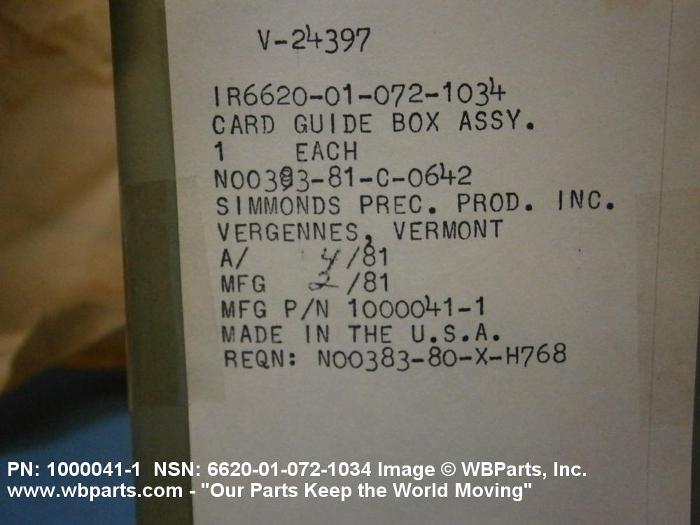 V-24397
IR6620-01-072-1034
CARD GUIDE BOX ASSY.
1 EACH
N00383-81-C-0642
SIMMONDS PREC. PROD. INC.
VERGENNES, VERMONT
A/ 4/81
MFG 2/81
MFG P/N 1000041-1
MADE IN THE U.S.A.
REQN: N00383-80-X-H768
PN: 1000041-1 NSN: 6620-01-072-1034 Image © WBParts, Inc.
www.wbparts.com - "Our Parts Keep the World Moving"